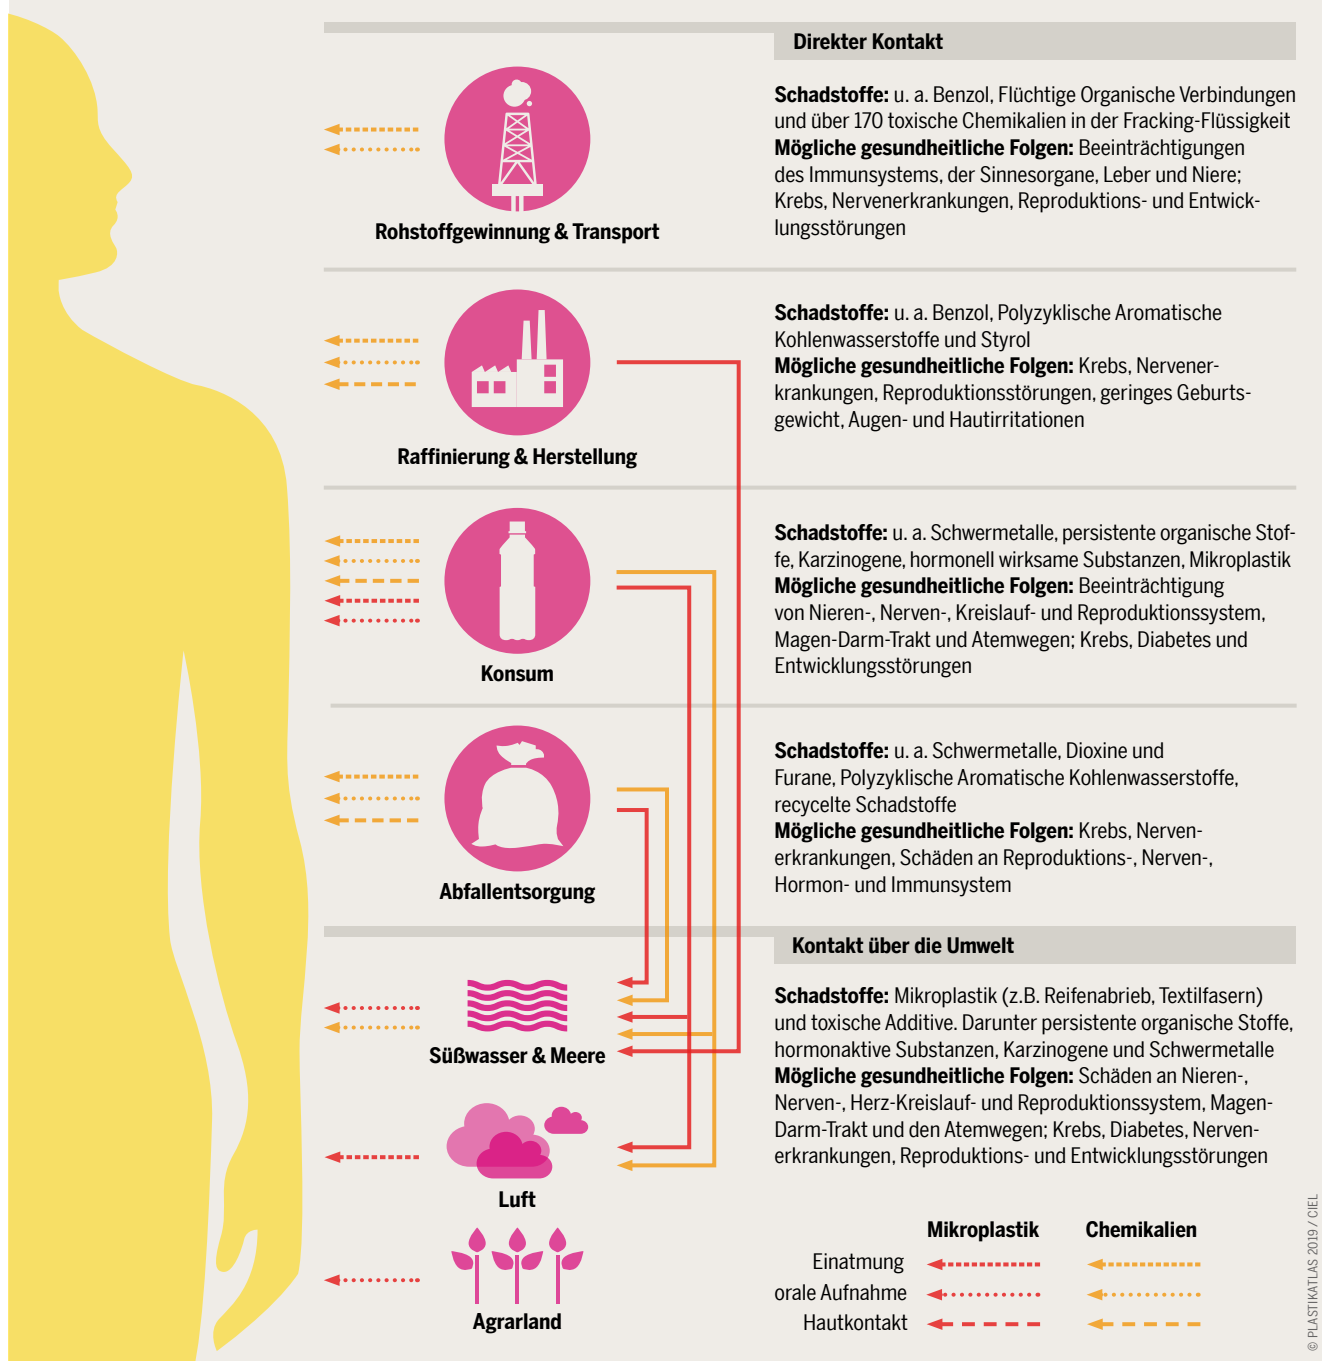 Direkter Kontakt
Rohstoffgewinnung & Transport
Schadstoffe: u. a. Benzol, Flüchtige Organische Verbindungen
und über 170 toxische Chemikalien in der Fracking-Flüssigkeit
Mögliche gesundheitliche Folgen: Beeinträchtigungen
des Immunsystems, der Sinnesorgane, Leber und Niere;
Krebs, Nervenerkrankungen, Reproduktions- und Entwick-
lungsstörungen
Raffinierung & Herstellung
Schadstoffe: u. a. Benzol, Polyzyklische Aromatische
Kohlenwasserstoffe und Styrol
Mögliche gesundheitliche Folgen: Krebs, Nervener-
krankungen, Reproduktionsstörungen, geringes Geburts-
gewicht, Augen- und Hautirritationen
Konsum
Schadstoffe: u. a. Schwermetalle, persistente organische Stof-
fe, Karzinogene, hormonell wirksame Substanzen, Mikroplastik
Mögliche gesundheitliche Folgen: Beeinträchtigung
von Nieren-, Nerven-, Kreislauf- und Reproduktionssystem,
Magen-Darm-Trakt und Atemwegen; Krebs, Diabetes und
Entwicklungsstörungen
Abfallentsorgung
Schadstoffe: u. a. Schwermetalle, Dioxine und
Furane, Polyzyklische Aromatische Kohlenwasserstoffe,
recycelte Schadstoffe
Mögliche gesundheitliche Folgen: Krebs, Nerven-
erkrankungen, Schäden an Reproduktions-, Nerven-,
Hormon- und Immunsystem
Kontakt über die Umwelt
Süßwasser & Meere
Luft
Agrarland
Schadstoffe: Mikroplastik (z.B. Reifenabrieb, Textilfasern)
und toxische Additive. Darunter persistente organische Stoffe,
hormonaktive Substanzen, Karzinogene und Schwermetalle
Mögliche gesundheitliche Folgen: Schäden an Nieren-,
Nerven-, Herz-Kreislauf- und Reproduktionssystem, Magen-
Darm-Trakt und den Atemwegen; Krebs, Diabetes, Nerven-
erkrankungen, Reproduktions- und Entwicklungsstörungen
Mikroplastik Chemikalien
Einatmung
orale Aufnahme
Hautkontakt
© PLASTIKATLAS 2019 / CIEL